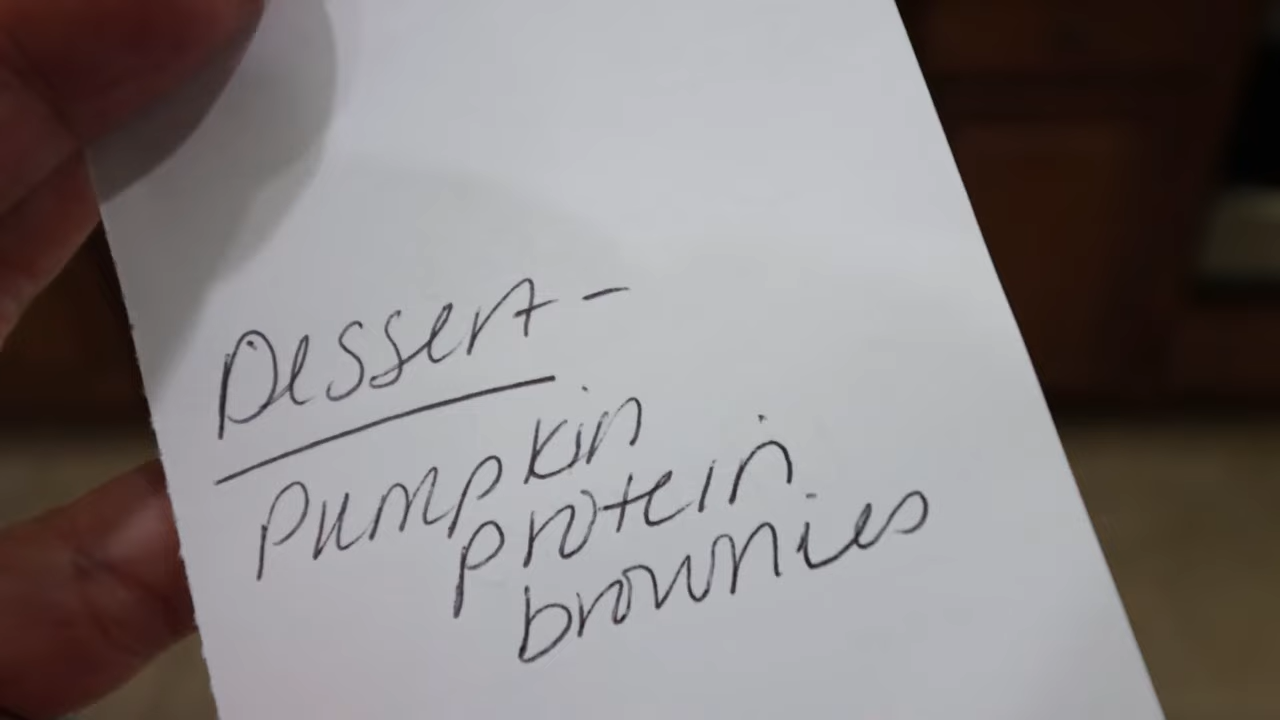 Dessert -
Pumpkin
protein
brownies